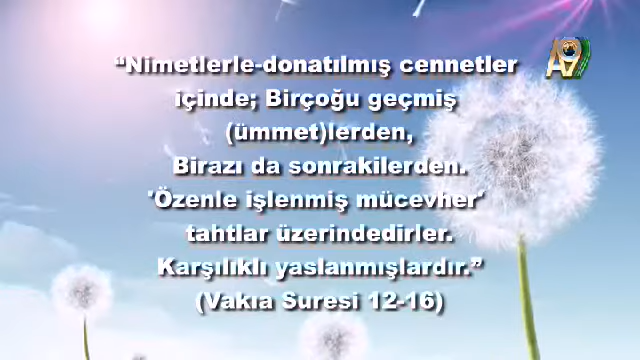 “Nimetlerle-donatılmış cennetler
içinde; Birçoğu geçmiş
(ümmet)lerden,
Birazı da sonrakilerden.
'Özenle işlenmiş mücevher'
tahtlar üzerindedirler.
Karşılıklı yaslanmışlardır.”
(Vakıa Suresi 12-16)
A9